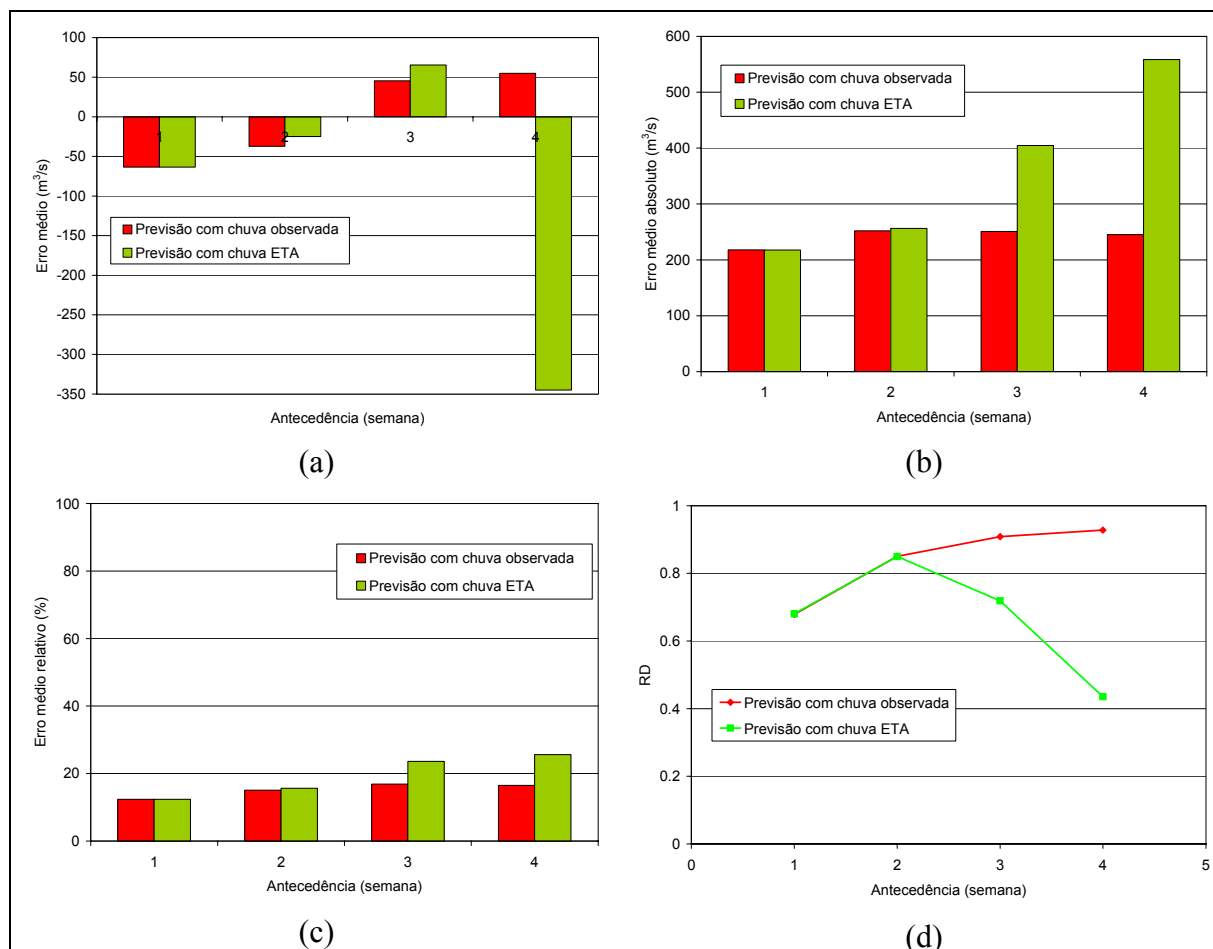 100
50
0
-50
-100
-150
-200
-250
-300
-350
1
2
3
4
Erro médio (m³/s)
Previsão com chuva observada
Previsão com chuva ETA
Antecedência (semana)
(a)
600
500
400
300
200
100
0
1
2
3
4
Erro médio absoluto (m³/s)
Previsão com chuva observada
Previsão com chuva ETA
Antecedência (semana)
(b)
100
80
60
40
20
0
1
2
3
4
Erro médio relativo (%)
Previsão com chuva observada
Previsão com chuva ETA
Antecedência (semana)
(c)
1
0.8
0.6
0.4
0.2
0
0
1
2
3
4
5
RD
Previsão com chuva observada
Previsão com chuva ETA
Antecedência (semana)
(d)